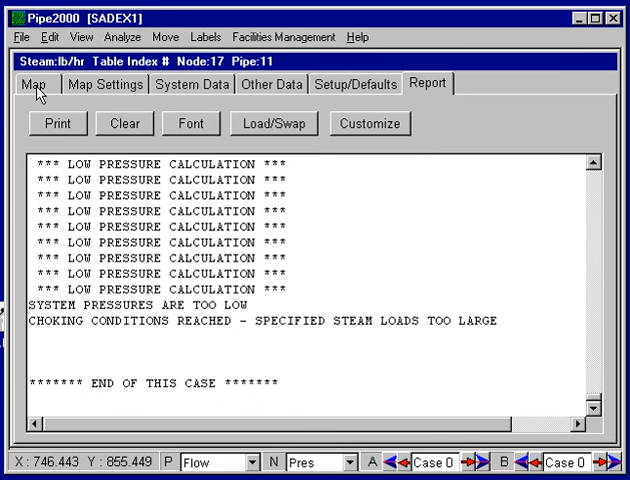 Pipe2000 [SADEX1]
File Edit View Analyze Move Labels Facilities Management Help
Steam:lb/hr Table Index # Node:17 Pipe:11
Map Map Settings System Data Other Data Setup/Defaults Report
Print Clear Font Load/Swap Customize
*** LOW PRESSURE CALCULATION ***
*** LOW PRESSURE CALCULATION ***
*** LOW PRESSURE CALCULATION ***
*** LOW PRESSURE CALCULATION ***
*** LOW PRESSURE CALCULATION ***
*** LOW PRESSURE CALCULATION ***
*** LOW PRESSURE CALCULATION ***
*** LOW PRESSURE CALCULATION ***
*** LOW PRESSURE CALCULATION ***
SYSTEM PRESSURES ARE TOO LOW
CHOKING CONDITIONS REACHED - SPECIFIED STEAM LOADS TOO LARGE
******* END OF THIS CASE *******
X : 746.443 Y : 855.449 P Flow N Pres A Case 0 B Case 0